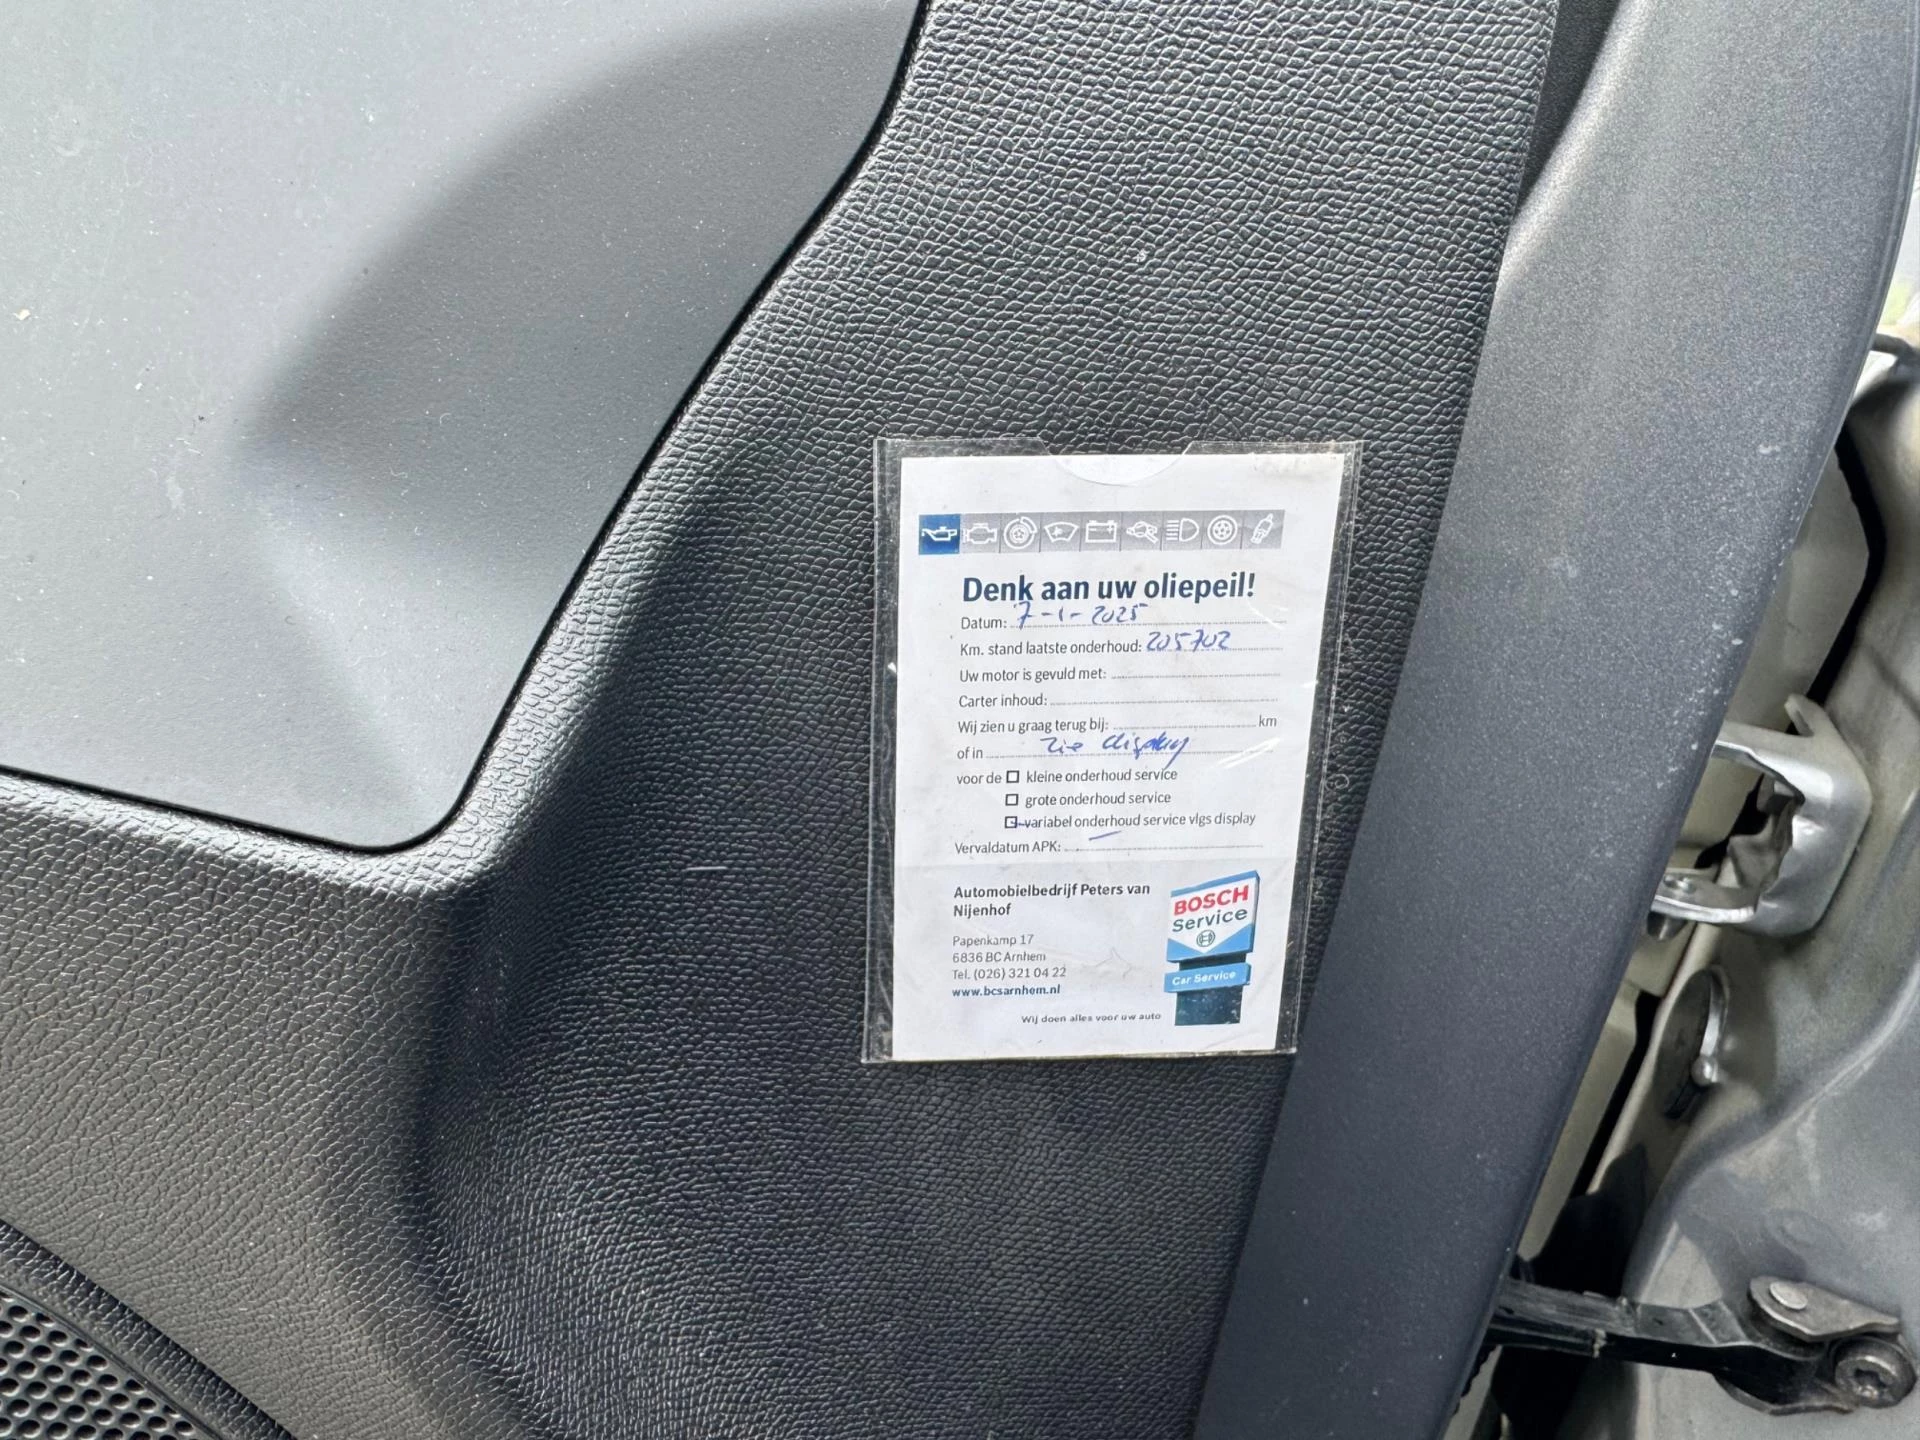 Denk aan uw oliepeil!
Datum: 7-1-2025
Km. stand laatste onderhoud: 205702
Uw motor is gevuld met:
Carter inhoud:
Wij zien u graag terug bij: km
of in zie display
voor de kleine onderhoud service
grote onderhoud service
variabel onderhoud service vlgs display
Vervaldatum APK: —
Automobielbedrijf Peters van
Nijenhof
Papenkamp 17
6836 BC Arnhem
Tel. (026) 321 04 22
www.bcsarnhem.nl
Wij doen alles voor uw auto
BOSCH
Service
Car Service